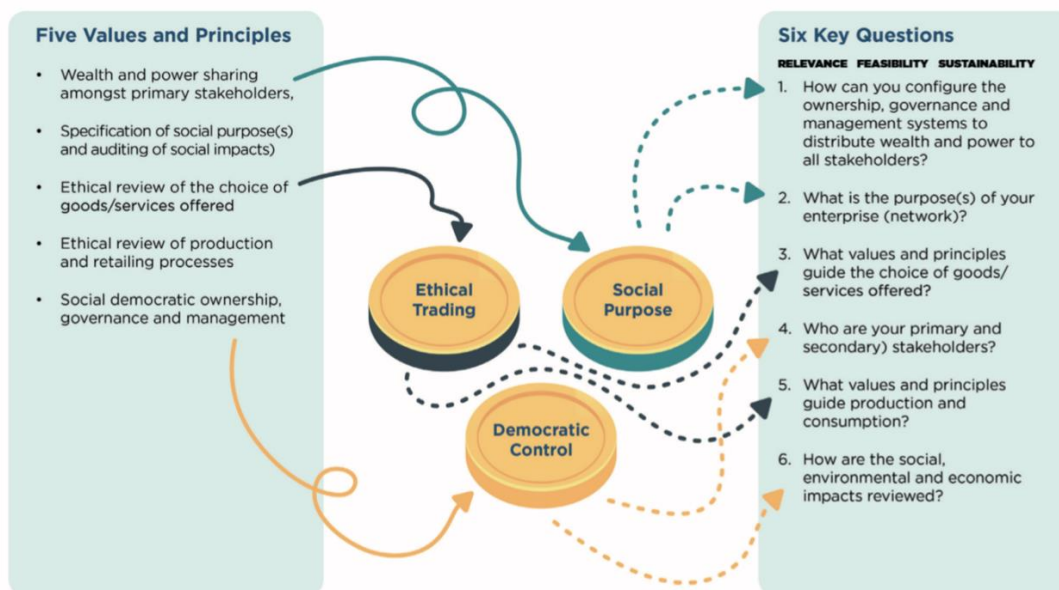 Five Values and Principles
• Wealth and power sharing
amongst primary stakeholders,
• Specification of social purpose(s)
and auditing of social impacts)
• Ethical review of the choice of
goods/services offered
• Ethical review of production
and retailing processes
• Social democratic ownership,
governance and management
Ethical
Trading
Social
Purpose
Democratic
Control
Six Key Questions
RELEVANCE FEASIBILITY SUSTAINABILITY
1. How can you configure the
ownership, governance and
management systems to
distribute wealth and power to
all stakeholders?
2. What is the purpose(s) of your
enterprise (network)?
3. What values and principles
guide the choice of goods/
services offered?
4. Who are your primary and
secondary) stakeholders?
5. What values and principles
guide production and
consumption?
6. How are the social,
environmental and economic
impacts reviewed?